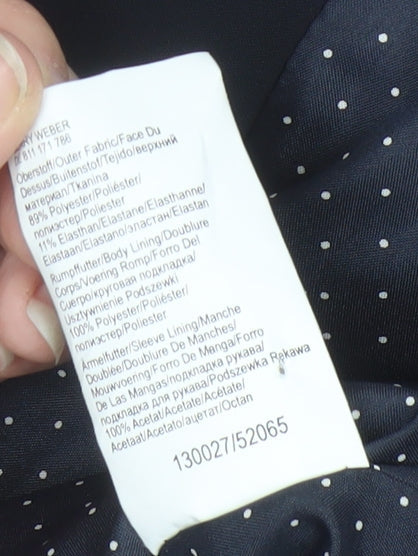 AY WEBER
811 171 786
Oberstoff/Outer Fabric/Face Du
Dessus/Buitenstof/Tejido/верхний
материал/Tkanina
89% Polyester/Poliéster/
полиэстер/Poliester
11% Elasthan/Elastane/Elasthanne/
Elastaan/Elastano/эластан/Elastan
Rumpffutter/Body Lining/Doublure
Corps/Voering Romp/Forro Del
Cuerpo/круговая подкладка/
Usztywnienie Podszewki
100% Polyester/Poliéster/
полиэстер/Poliester
Ärmelfutter/Sleeve Lining/Manche
Doublée/Doublure De Manches/
Mouwvoering/Forro De Manga/Forro
De Las Mangas/подкладка рукава/
подкладка для рукава/Podszewka Rękawa
100% Acetat/Acetate/Acétate/
Acetaat/Acetato/ацетат/Octan
130027/52065